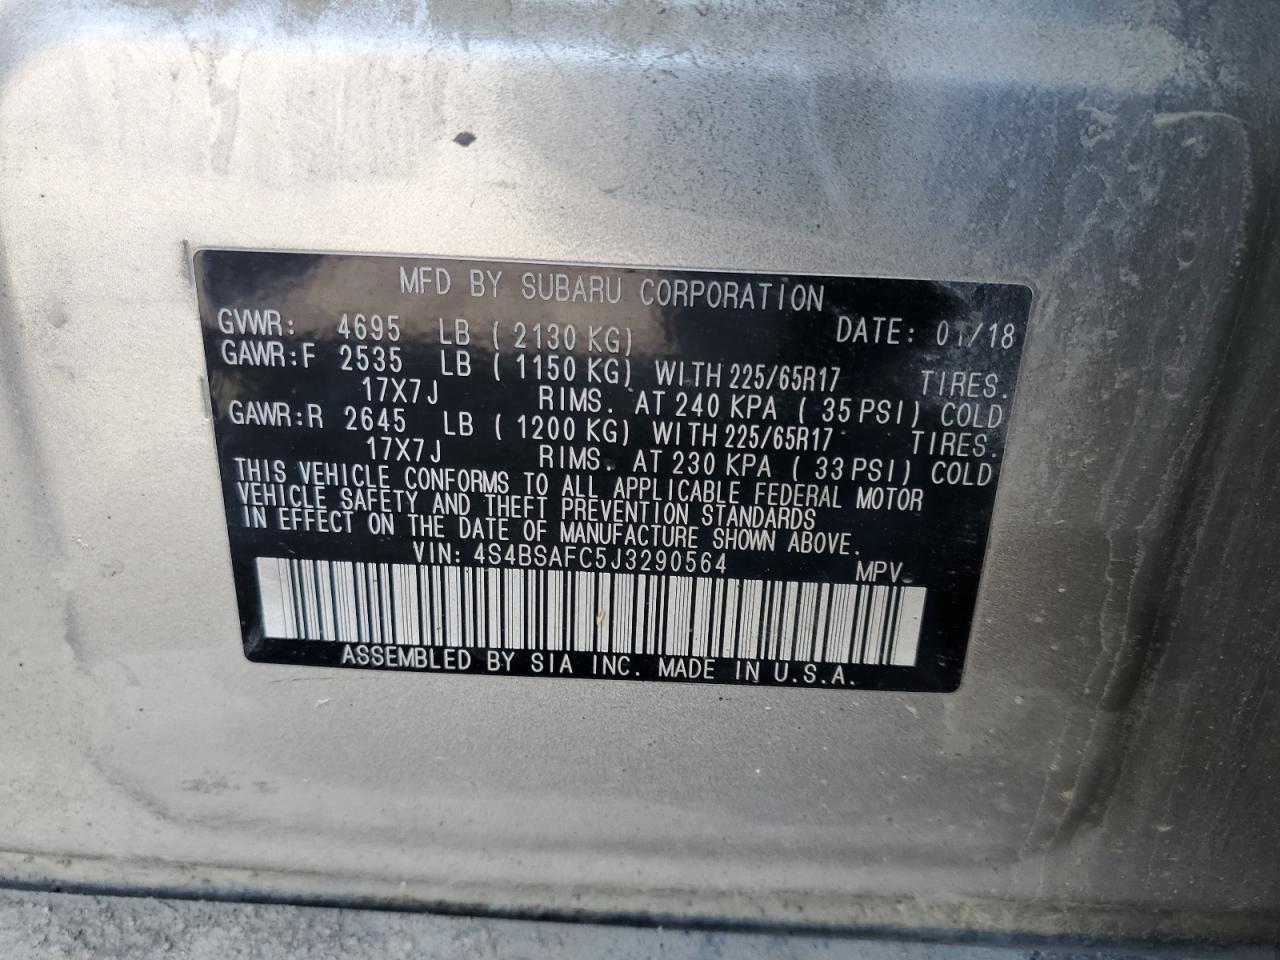 MFD BY SUBARU CORPORATION
GVWR: 4695 LB ( 2130 KG) DATE: 01/18
GAWR:F 2535 LB ( 1150 KG) WITH 225/65R17 TIRES.
17X7J RIMS. AT 240 KPA ( 35 PSI) COLD
GAWR:R 2645 LB ( 1200 KG) WITH 225/65R17 TIRES.
17X7J RIMS. AT 230 KPA ( 33 PSI) COLD
THIS VEHICLE CONFORMS TO ALL APPLICABLE FEDERAL MOTOR
VEHICLE SAFETY AND THEFT PREVENTION STANDARDS
IN EFFECT ON THE DATE OF MANUFACTURE SHOWN ABOVE.
VIN: 4S4BSAFC5J3290564 MPV
ASSEMBLED BY SIA INC. MADE IN U.S.A.